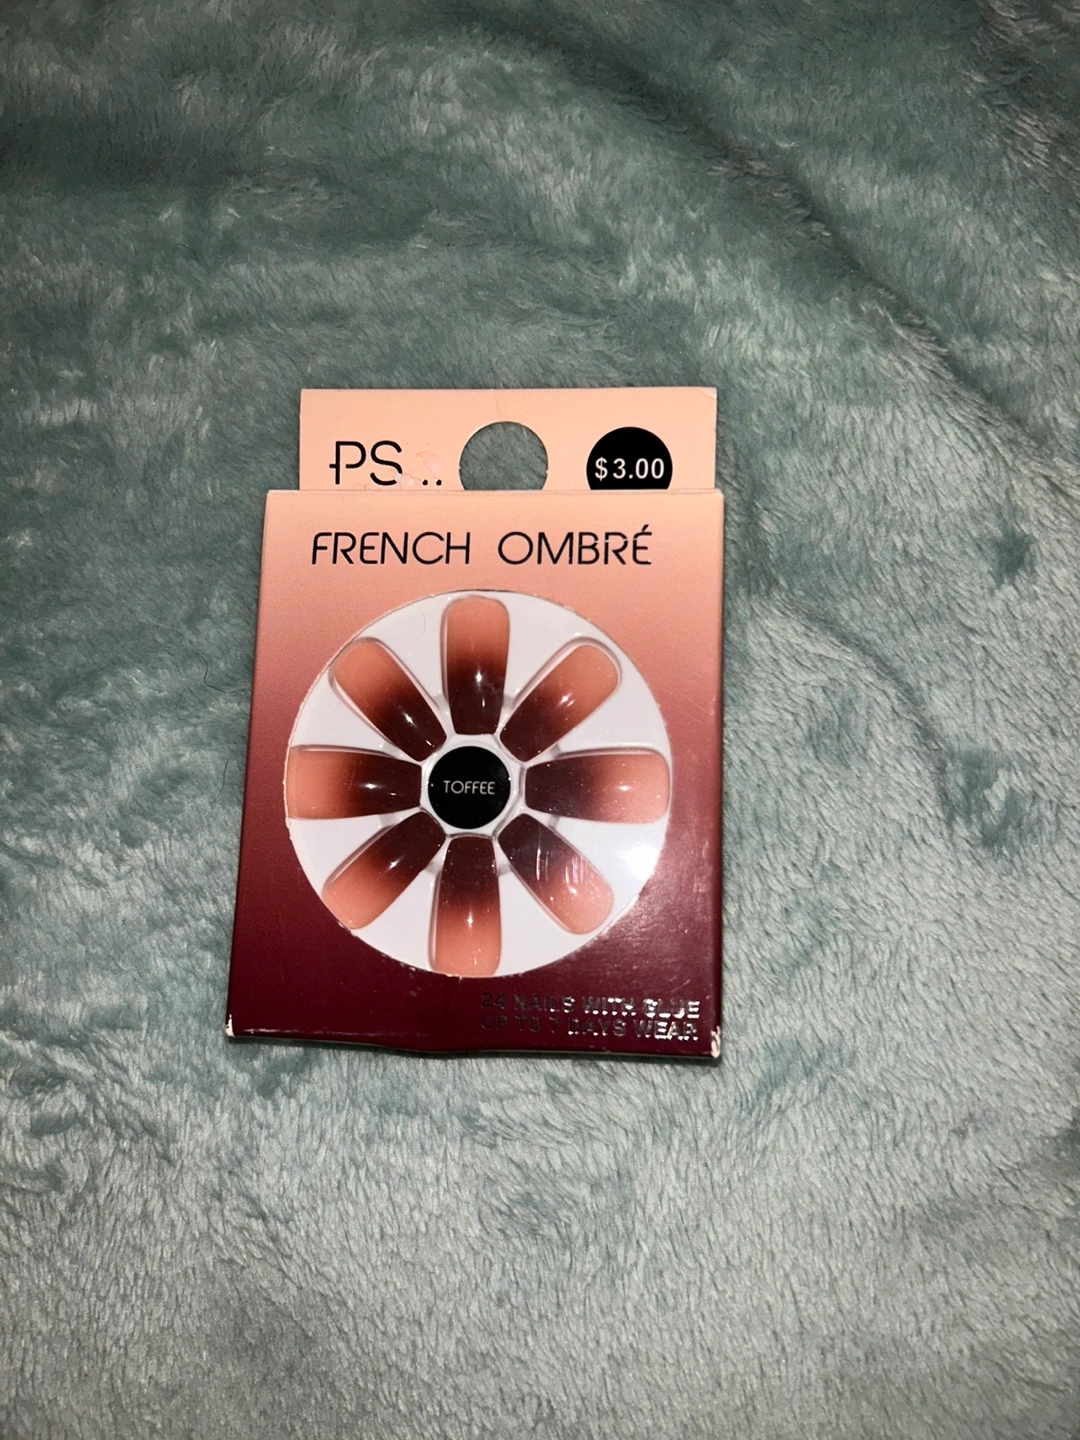 PS...
$3.00
FRENCH OMBRÉ
TOFFEE
24 NAILS WITH GLUE
UP TO 7 DAYS WEAR